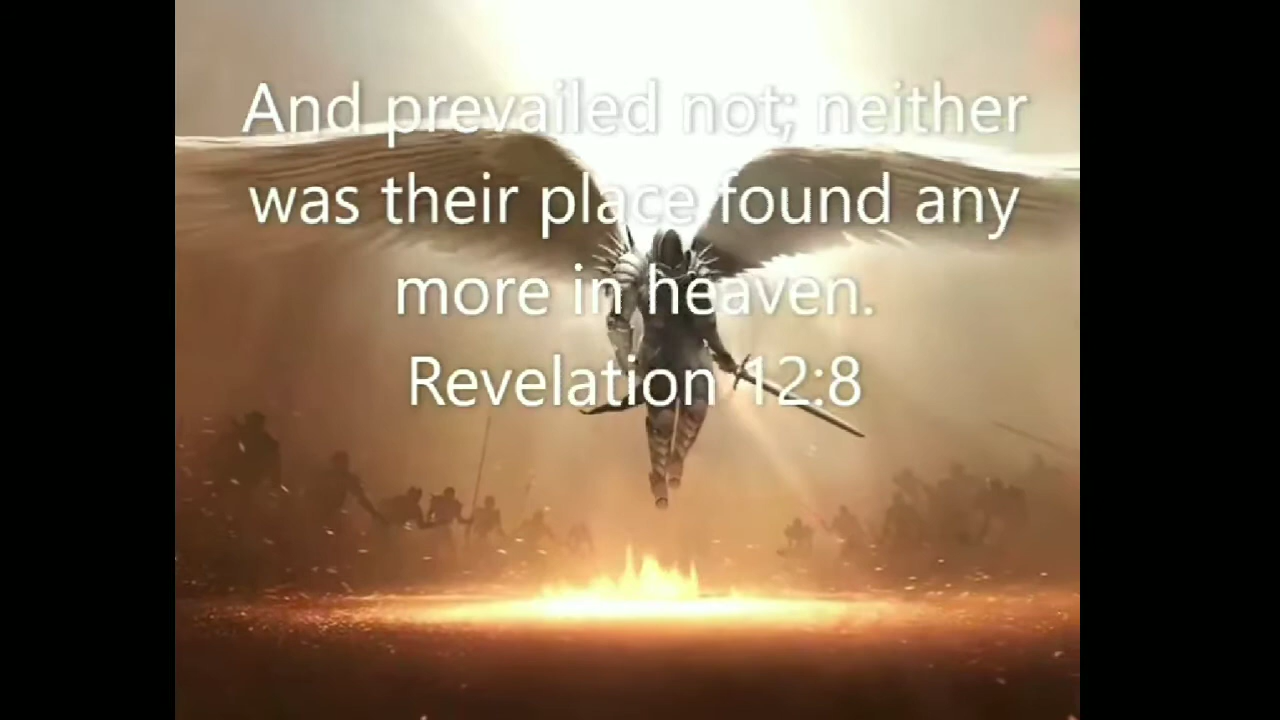 And prevailed not; neither
was their place found any
more in heaven.
Revelation 12:8